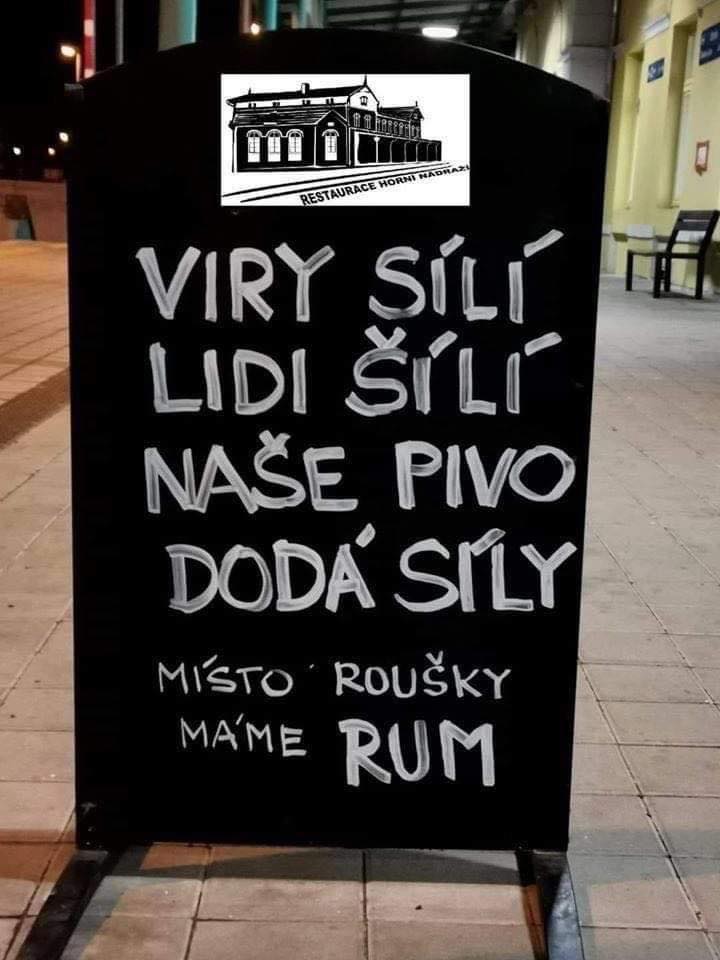 RESTAURACE HORNÍ NÁDRAŽÍ
VIRY SÍLÍ
LIDI ŠÍLÍ
NAŠE PIVO
DODÁ SÍLY
MÍSTO ROUŠKY
MÁME RUM